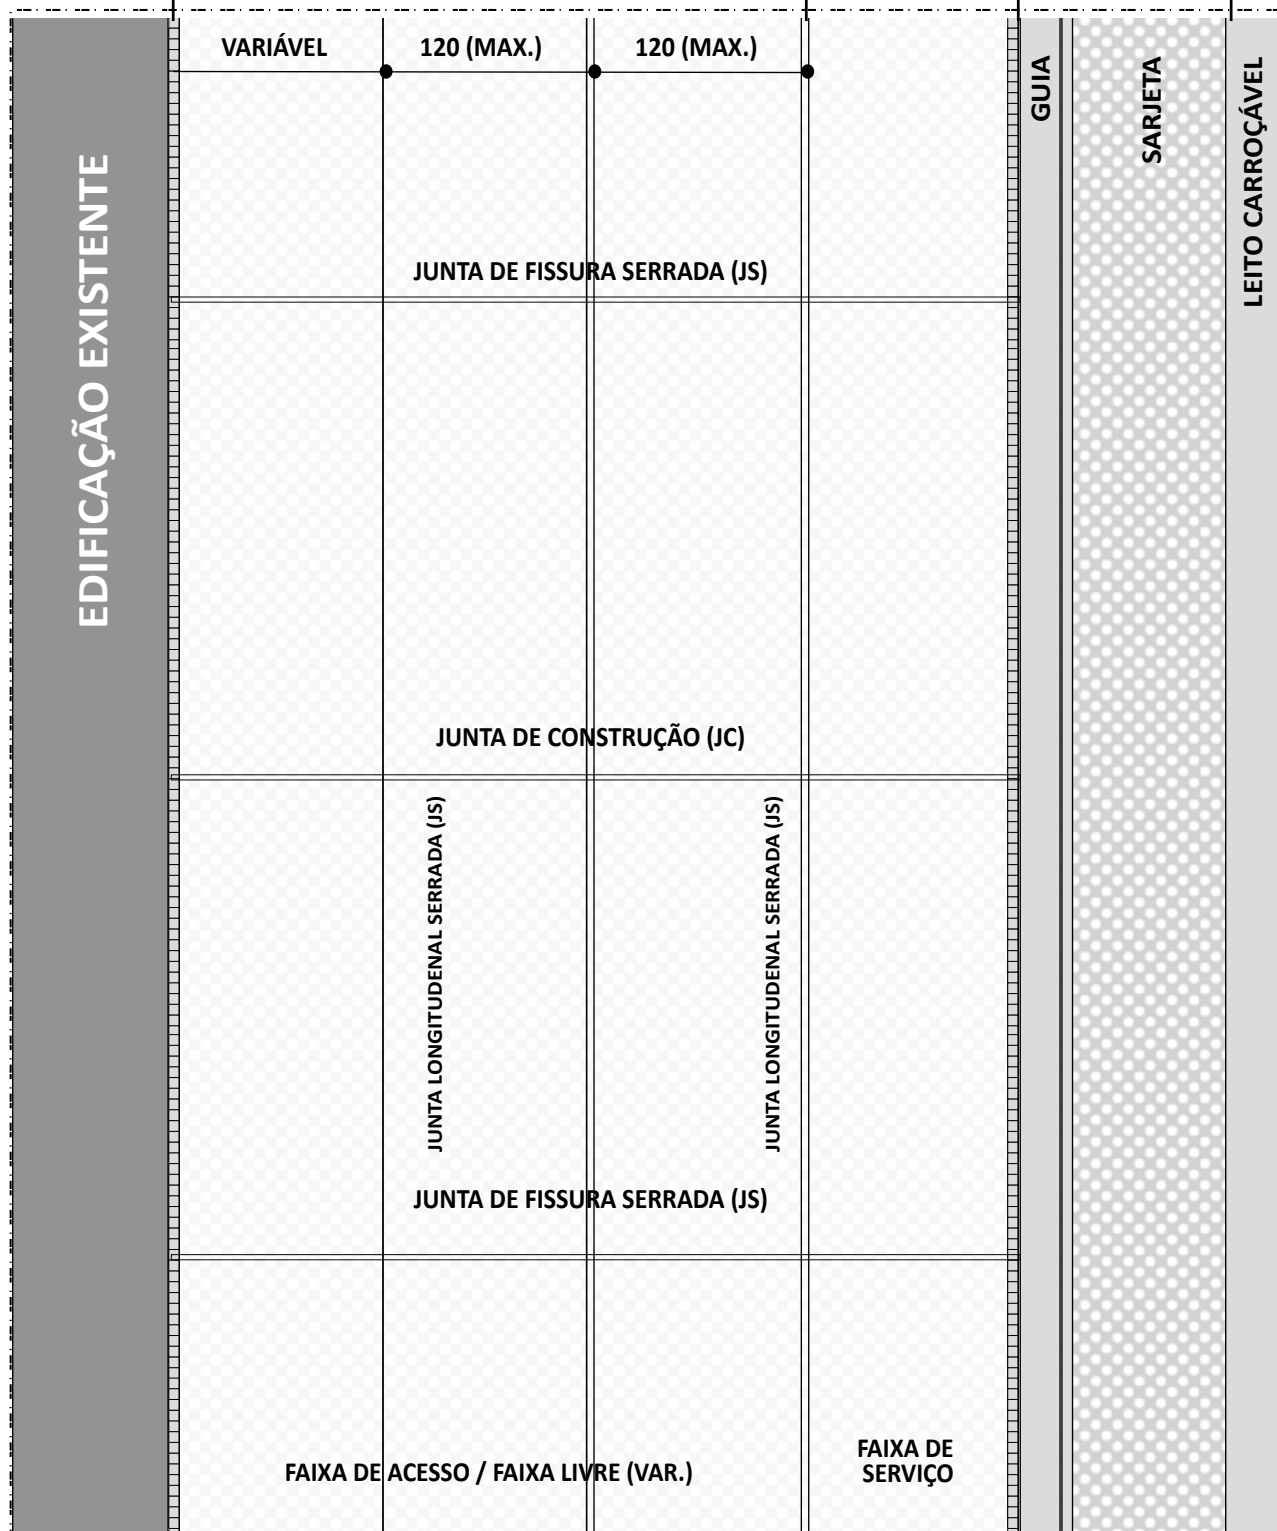 VARIÁVEL
120 (MAX.)
120 (MAX.)
GUIA
SARJETA
LEITO CARROÇÁVEL
EDIFICAÇÃO EXISTENTE
JUNTA DE FISSURA SERRADA (JS)
JUNTA DE CONSTRUÇÃO (JC)
JUNTA LONGITUDENAL SERRADA (JS)
JUNTA LONGITUDENAL SERRADA (JS)
JUNTA DE FISSURA SERRADA (JS)
FAIXA DE ACESSO / FAIXA LIVRE (VAR.)
FAIXA DE
SERVIÇO